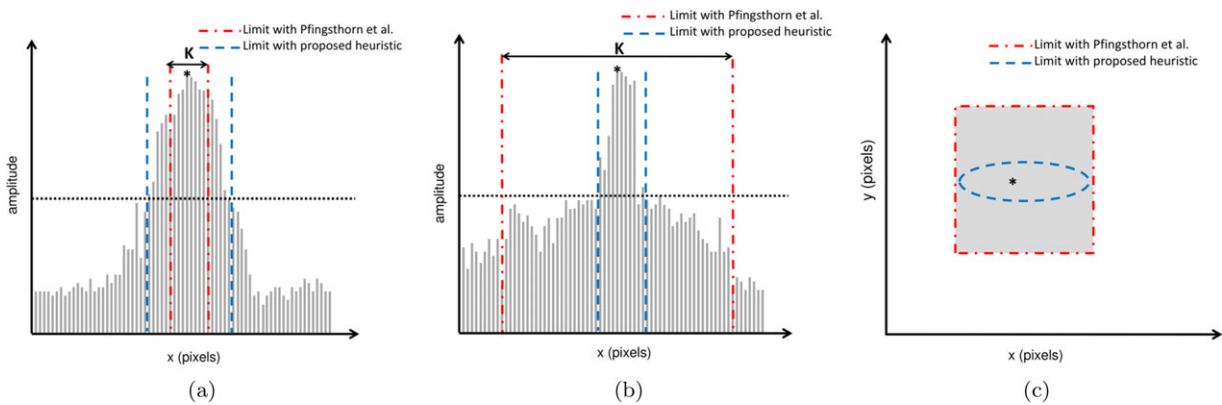 Limit with Pfingsthorn et al.
Limit with proposed heuristic
K
*
amplitude
x (pixels)
(a)
Limit with Pfingsthorn et al.
Limit with proposed heuristic
K
*
amplitude
x (pixels)
(b)
Limit with Pfingsthorn et al.
Limit with proposed heuristic
*
y (pixels)
x (pixels)
(c)